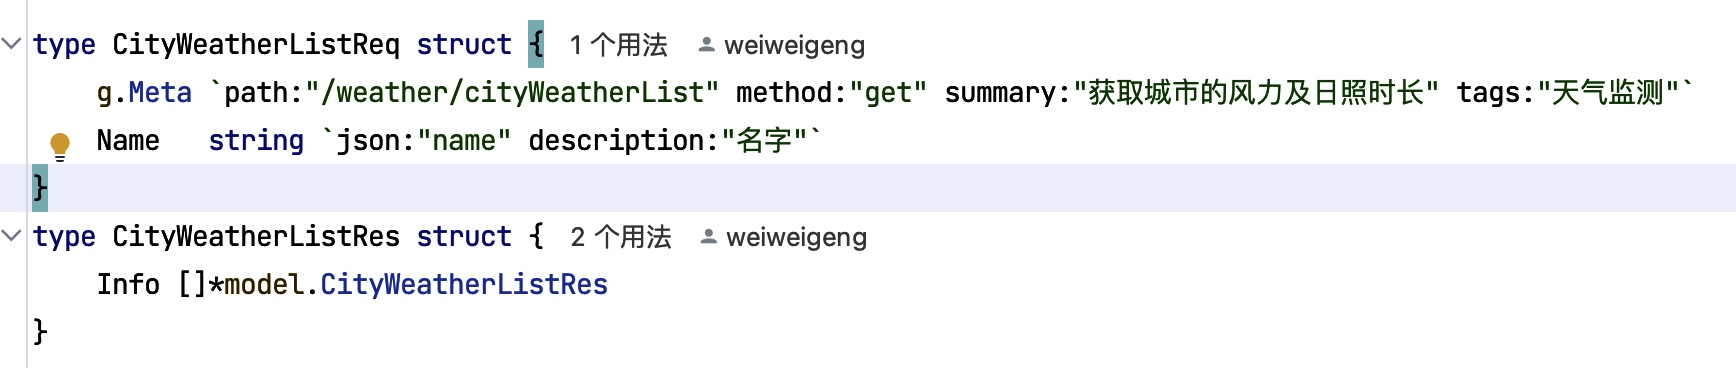 type CityWeatherListReq struct { 1 个用法 weiweigeng
g.Meta `path:"/weather/cityWeatherList" method:"get" summary:"获取城市的风力及日照时长" tags:"天气监测"`
Name string `json:"name" description:"名字"`
}
type CityWeatherListRes struct { 2 个用法 weiweigeng
Info []*model.CityWeatherListRes
}